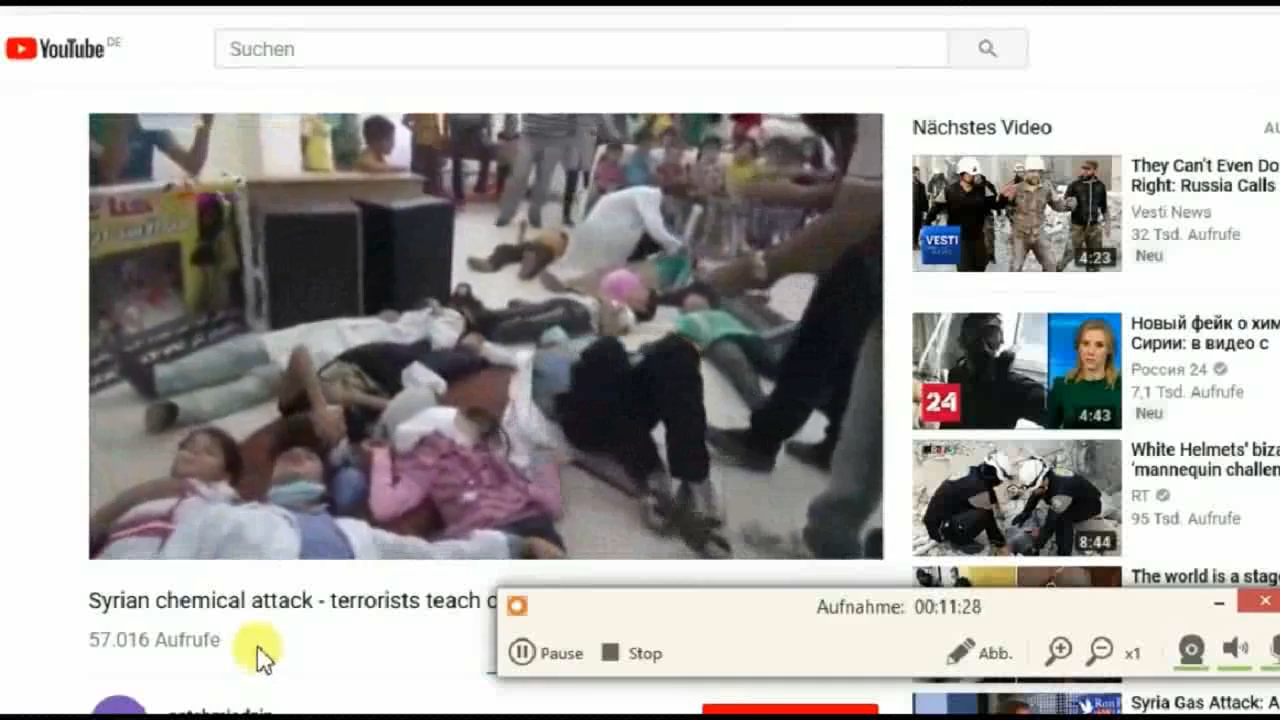 YouTube DE
Suchen
Nächstes Video
They Can't Even Do
Right: Russia Calls
Vesti News
32 Tsd. Aufrufe
Neu
VESTI
4:23
Новый фейк о хим
Сирии: в видео с
Россия 24
7,1 Tsd. Aufrufe
Neu
24
4:43
White Helmets' biza
'mannequin challen
RT
95 Tsd. Aufrufe
8:44
The world is a stag
Syrian chemical attack - terrorists teach
57.016 Aufrufe
Aufnahme: 00:11:28
Pause
Stop
Abb.
x1
Syria Gas Attack: A